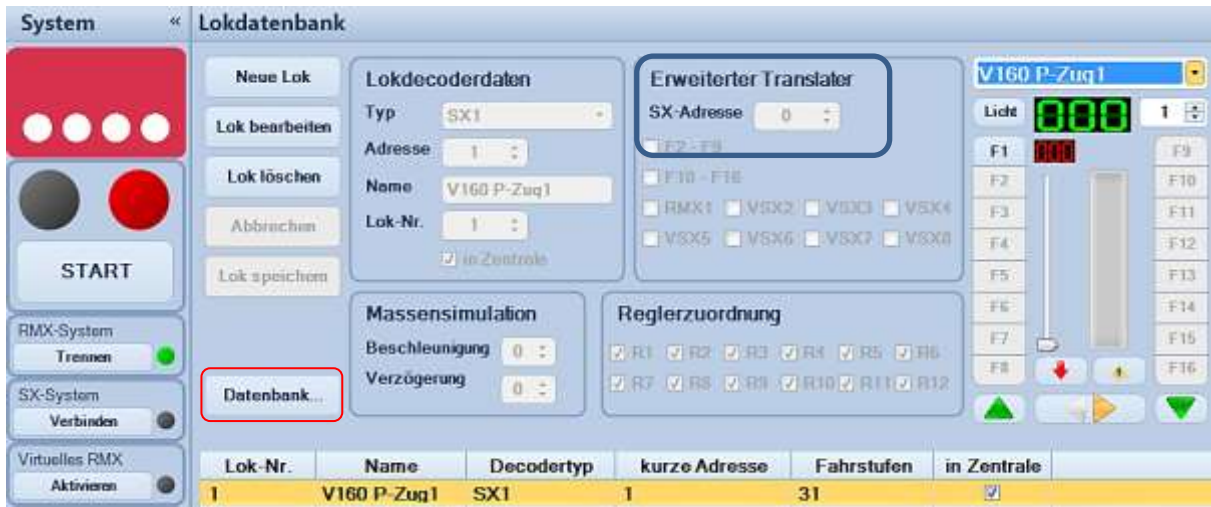 System «
START
RMX-System
Trennen
SX-System
Verbinden
Virtuelles RMX
Aktivieren
Lokdatenbank
Neue Lok
Lok bearbeiten
Lok löschen
Abbrechen
Lok speichern
Datenbank...
Lokdecoderdaten
Typ SX1
Adresse 1
Name V160 P-Zug1
Lok-Nr. 1
in Zentrale
Erweiterter Translater
SX-Adresse 0
F2 - F9
F10 - F16
RMX1 VSX2 VSX3 VSX4
VSX5 VSX6 VSX7 VSX8
Massensimulation
Beschleunigung 0
Verzögerung 0
Reglerzuordnung
R1 R2 R3 R4 R5 R6
R7 R8 R9 R10 R11 R12
V160 P-Zug1
Licht 000 1
F1 000 F9
F2 F10
F3 F11
F4 F12
F5 F13
F6 F14
F7 F15
F8 F16
Lok-Nr. Name Decodertyp kurze Adresse Fahrstufen in Zentrale
1 V160 P-Zug1 SX1 1 31